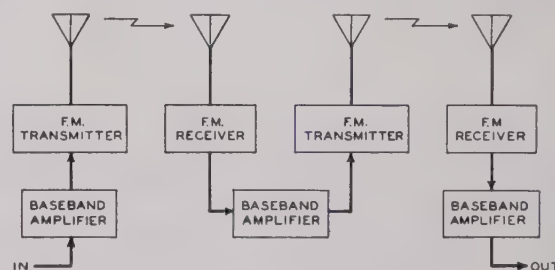 F.M.
TRANSMITTER
F.M.
RECEIVER
F.M.
TRANSMITTER
F.M.
RECEIVER
BASEBAND
AMPLIFIER
BASEBAND
AMPLIFIER
BASEBAND
AMPLIFIER
IN
OUT